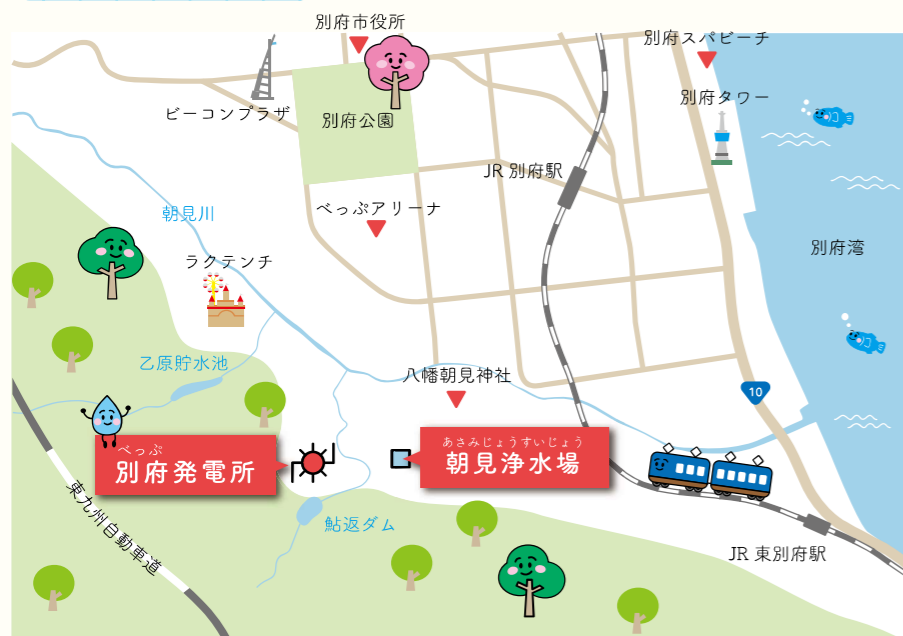 別府市役所
別府スパビーチ
別府タワー
ビーコンプラザ
別府公園
JR 別府駅
べっぷアリーナ
朝見川
別府湾
ラクテンチ
乙原貯水池
八幡朝見神社
10
べっぷ
別府発電所
あさみじょうすいじょう
朝見浄水場
東九州自動車道
鮎返ダム
JR 東別府駅